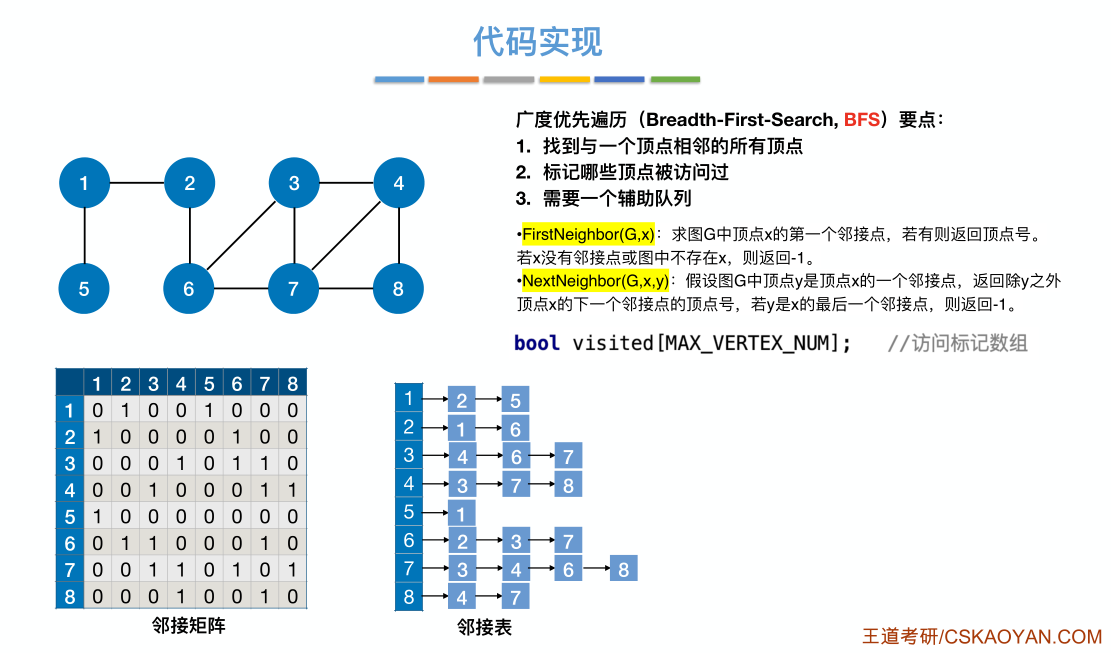 代码实现
广度优先遍历（Breadth-First-Search, BFS）要点：
1. 找到与一个顶点相邻的所有顶点
2. 标记哪些顶点被访问过
3. 需要一个辅助队列
•FirstNeighbor(G,x)：求图G中顶点x的第一个邻接点，若有则返回顶点号。
若x没有邻接点或图中不存在x，则返回-1。
•NextNeighbor(G,x,y)：假设图G中顶点y是顶点x的一个邻接点，返回除y之外
顶点x的下一个邻接点的顶点号，若y是x的最后一个邻接点，则返回-1。
bool visited[MAX_VERTEX_NUM]; //访问标记数组
1 2 3 4
5 6 7 8
1 2 3 4 5 6 7 8
1 0 1 0 0 1 0 0 0
2 1 0 0 0 0 1 0 0
3 0 0 0 1 0 1 1 0
4 0 0 1 0 0 0 1 1
5 1 0 0 0 0 0 0 0
6 0 1 1 0 0 0 1 0
7 0 0 1 1 0 1 0 1
8 0 0 0 1 0 0 1 0
邻接矩阵
1 2 5
2 1 6
3 4 6 7
4 3 7 8
5 1
6 2 3 7
7 3 4 6 8
8 4 7
邻接表
王道考研/CSKAOYAN.COM